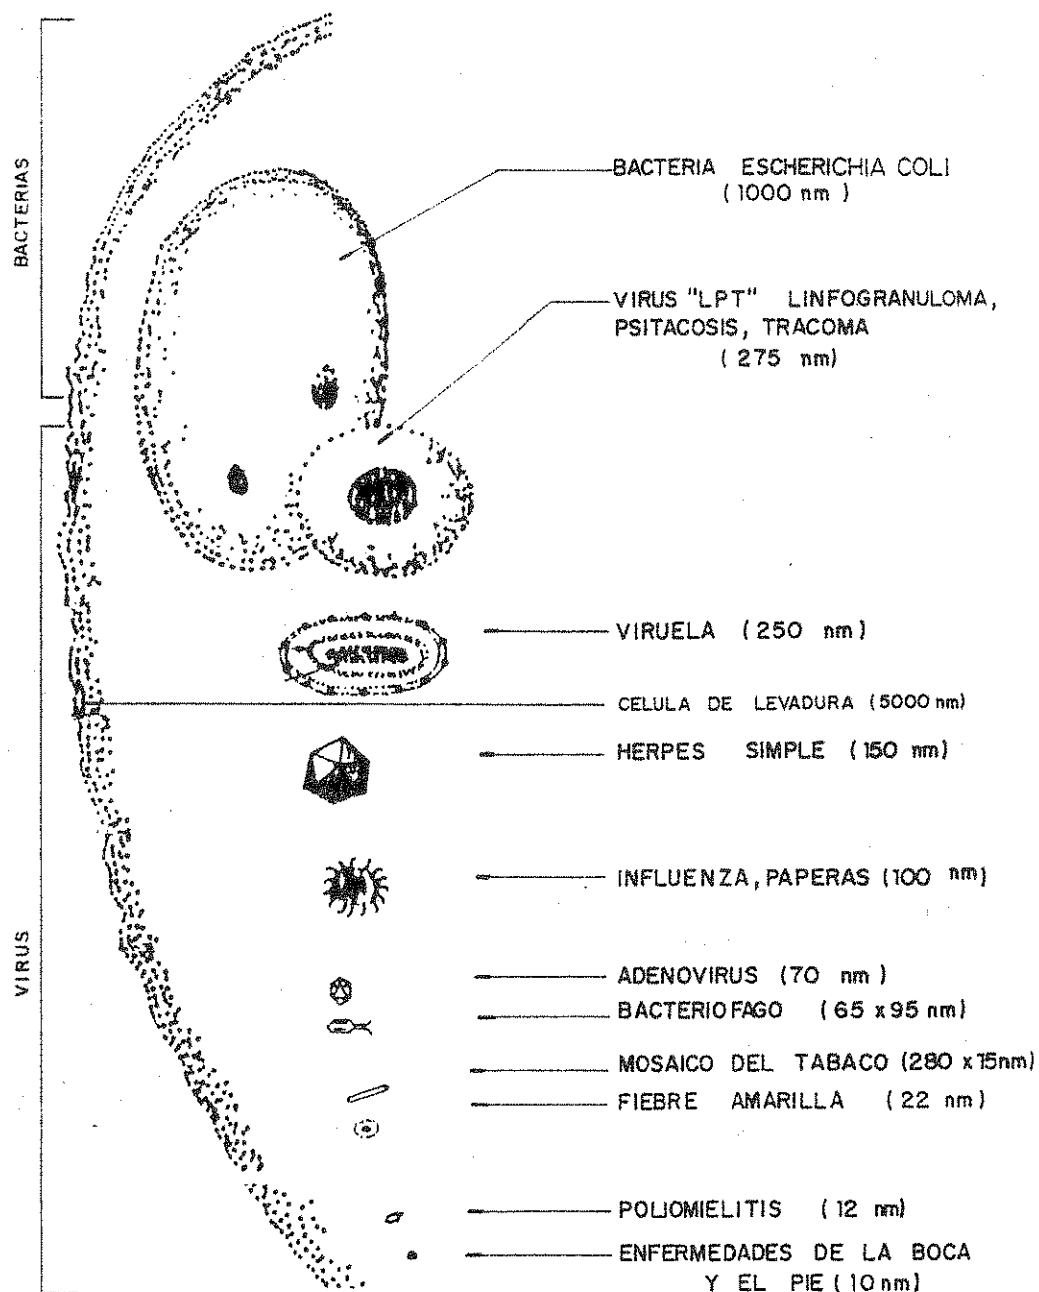 BACTERIAS
BACTERIA ESCHERICHIA COLI
(1000 nm)
VIRUS "LPT" LINFOGRANULOMA,
PSITACOSIS, TRACOMA
(275 nm)
VIRUS
VIRUELA (250 nm)
CELULA DE LEVADURA (5000 nm)
HERPES SIMPLE (150 nm)
INFLUENZA, PAPERAS (100 nm)
ADENOVIRUS (70 nm)
BACTERIOFAGO (65 x 95 nm)
MOSAICO DEL TABACO (280 x 15nm)
FIEBRE AMARILLA (22 nm)
POLIOMIELITIS (12 nm)
ENFERMEDADES DE LA BOCA
Y EL PIE (10nm)